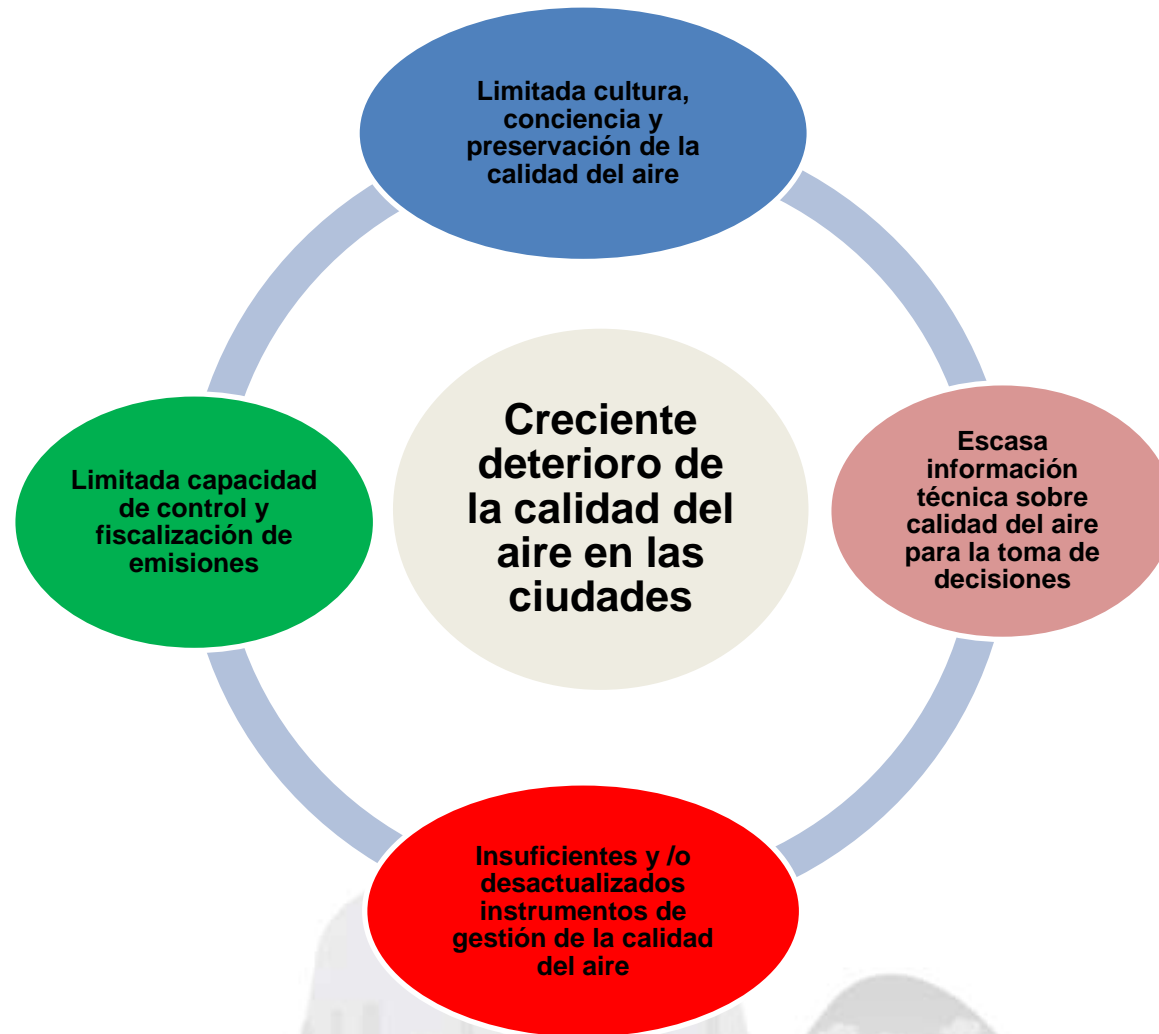 Limitada cultura,
conciencia y
preservación de la
calidad del aire
Creciente
deterioro de
la calidad del
aire en las
ciudades
Limitada capacidad
de control y
fiscalización de
emisiones
Escasa
información
técnica sobre
calidad del aire
para la toma de
decisiones
Insuficientes y /o
desactualizados
instrumentos de
gestión de la calidad
del aire